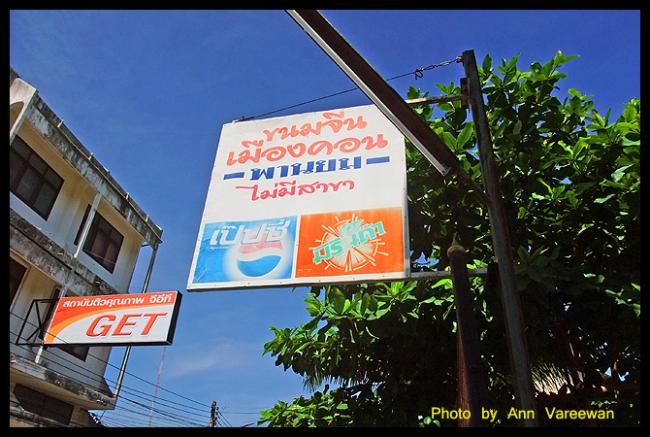 ขนมจีน
เมืองคอน
- พานยม -
ไม่มีสาขา
เป๊ปซี่
มิรินด้า
สถาบันติวคุณภาพ จีอีที
GET
Photo by Ann Vareewan